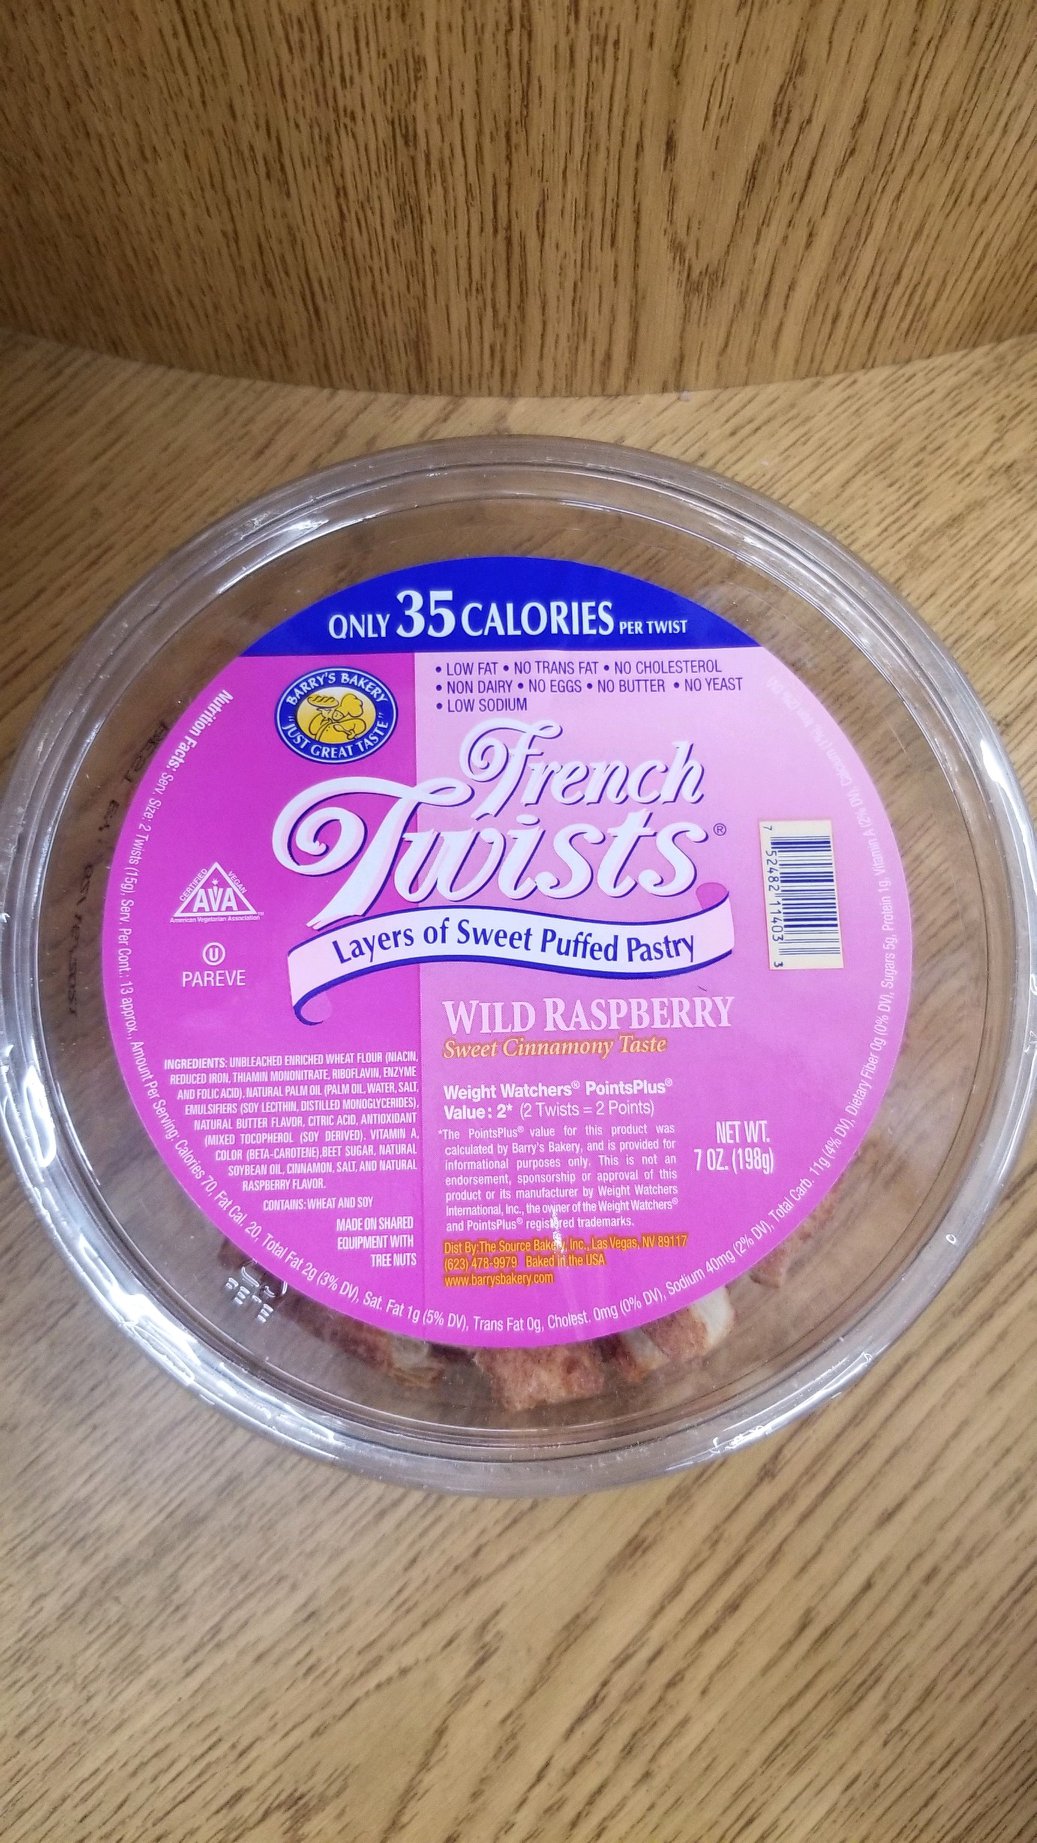 ONLY 35 CALORIES PER TWIST
• LOW FAT • NO TRANS FAT • NO CHOLESTEROL
• NON DAIRY • NO EGGS • NO BUTTER • NO YEAST
• LOW SODIUM
BARRY'S BAKERY
"JUST GREAT TASTE"
French
Twists®
Layers of Sweet Puffed Pastry
WILD RASPBERRY
Sweet Cinnamony Taste
CERTIFIED VEGAN
AVA
American Vegetarian Association
U
PAREVE
7 52482 11403 3
INGREDIENTS: UNBLEACHED ENRICHED WHEAT FLOUR (NIACIN,
REDUCED IRON, THIAMIN MONONITRATE, RIBOFLAVIN, ENZYME
AND FOLIC ACID), NATURAL PALM OIL (PALM OIL, WATER, SALT,
EMULSIFIERS (SOY LECITHIN, DISTILLED MONOGLYCERIDES),
NATURAL BUTTER FLAVOR, CITRIC ACID, ANTIOXIDANT
(MIXED TOCOPHEROL (SOY DERIVED). VITAMIN A,
COLOR (BETA-CAROTENE),BEET SUGAR, NATURAL
SOYBEAN OIL, CINNAMON, SALT, AND NATURAL
RASPBERRY FLAVOR.
CONTAINS: WHEAT AND SOY
MADE ON SHARED
EQUIPMENT WITH
TREE NUTS
Weight Watchers® PointsPlus®
Value: 2* (2 Twists = 2 Points)
*The PointsPlus® value for this product was
calculated by Barry's Bakery, and is provided for
informational purposes only. This is not an
endorsement, sponsorship or approval of this
product or its manufacturer by Weight Watchers
International, Inc., the owner of the Weight Watchers®
and PointsPlus® registered trademarks.
NET WT.
7 OZ. (198g)
Dist By:The Source Bakery, Inc., Las Vegas, NV 89117
(623) 478-9979 Baked in the USA
www.barrysbakery.com
Nutrition Facts: Serv. Size: 2 Twists (15g), Serv. Per Cont.: 13 approx., Amount Per Serving: Calories 70, Fat Cal. 20, Total Fat 2g (3% DV), Sat. Fat 1g (5% DV), Trans Fat 0g, Cholest. 0mg (0% DV), Sodium 40mg (2% DV), Total Carb. 11g (4% DV), Dietary Fiber 0g (0% DV), Sugars 5g, Protein 1g, Vitamin A (2% DV), Calcium